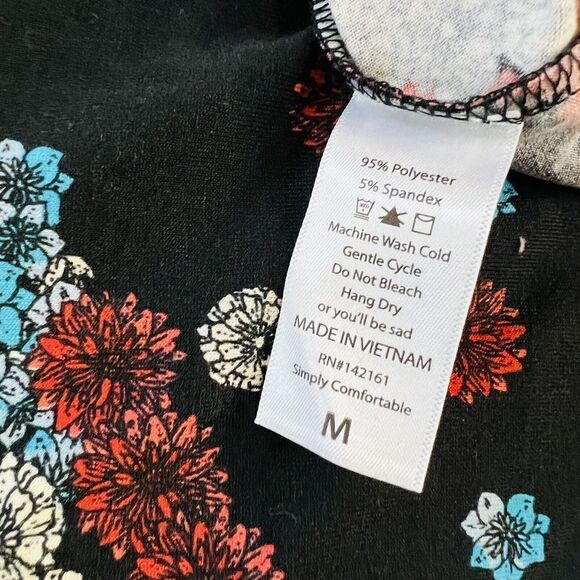 95% Polyester
5% Spandex
Machine Wash Cold
Gentle Cycle
Do Not Bleach
Hang Dry
or you'll be sad
MADE IN VIETNAM
RN#142161
Simply Comfortable
M